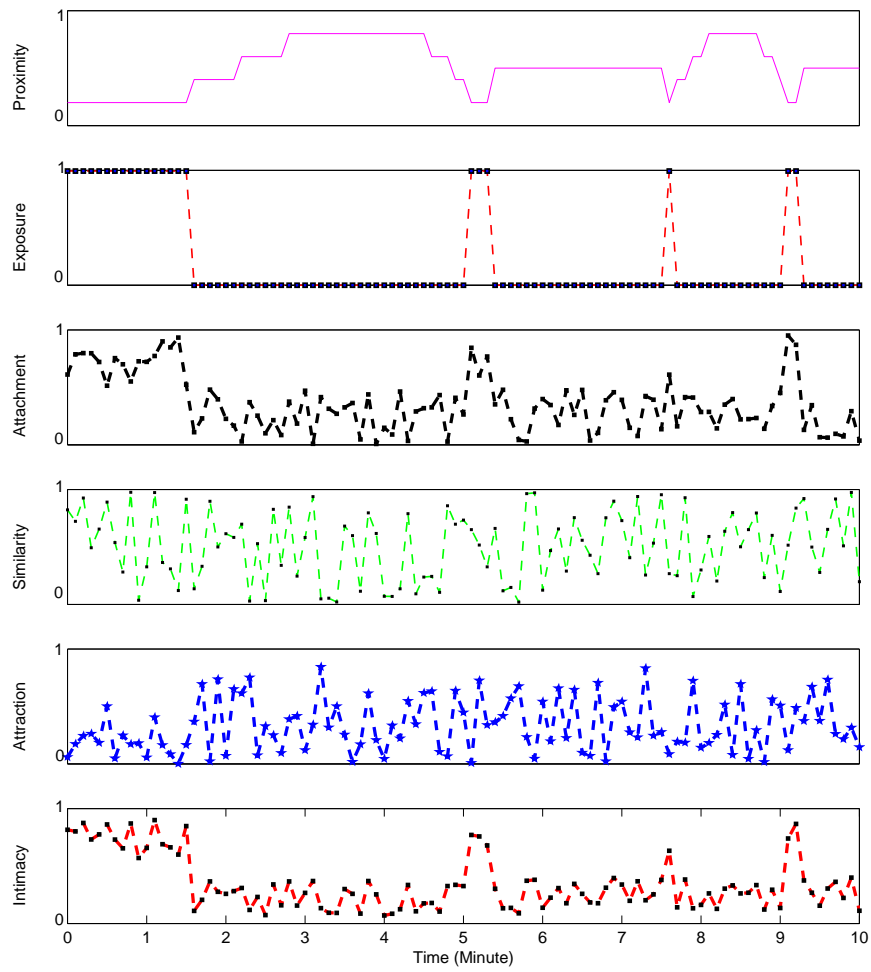 1
Proximity
0
1
Exposure
0
1
Attachment
0
1
Similarity
0
1
Attraction
0
1
Intimacy
0
0 1 2 3 4 5 6 7 8 9 10
Time (Minute)